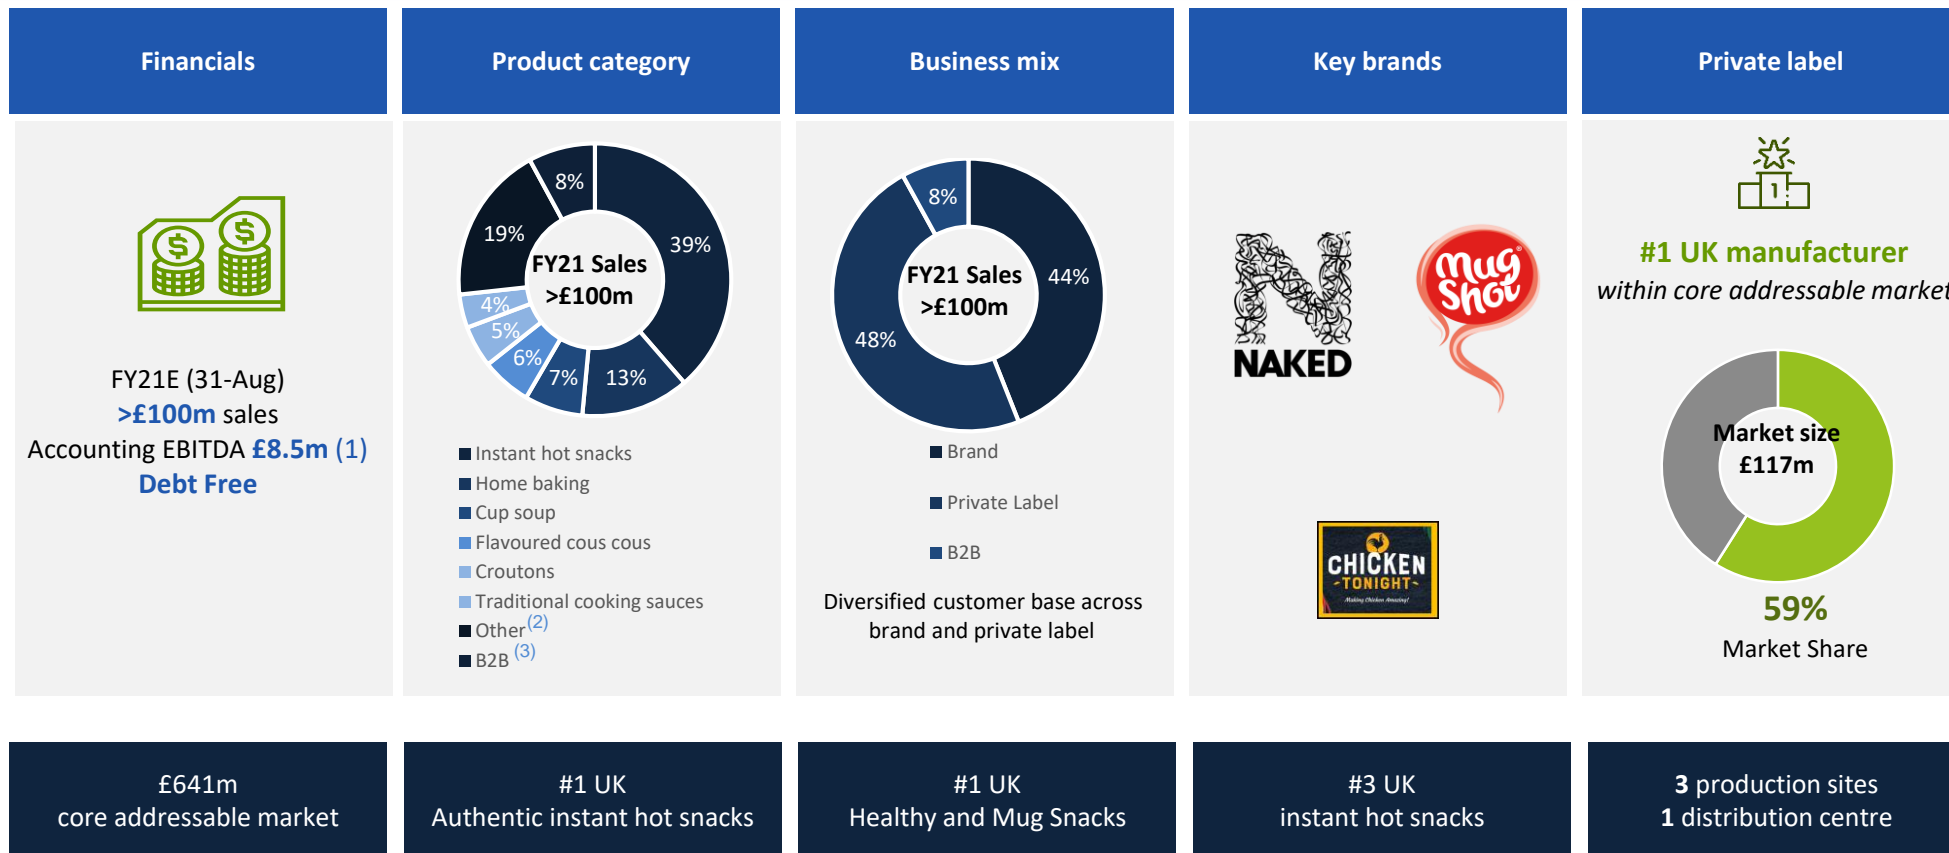 Financials
Product category
Business mix
Key brands
Private label
FY21E (31-Aug)
>£100m sales
Accounting EBITDA £8.5m (1)
Debt Free
8%
39%
19%
FY21 Sales
>£100m
4%
5%
6%
7%
13%
Instant hot snacks
Home baking
Cup soup
Flavoured cous cous
Croutons
Traditional cooking sauces
Other(2)
B2B (3)
8%
44%
FY21 Sales
>£100m
48%
Brand
Private Label
B2B
Diversified customer base across
brand and private label
N
NAKED
mug
Shot
CHICKEN
-TONIGHT-
Making Chicken Amazing!
1
#1 UK manufacturer
within core addressable market
Market size
£117m
59%
Market Share
£641m
core addressable market
#1 UK
Authentic instant hot snacks
#1 UK
Healthy and Mug Snacks
#3 UK
instant hot snacks
3 production sites
1 distribution centre